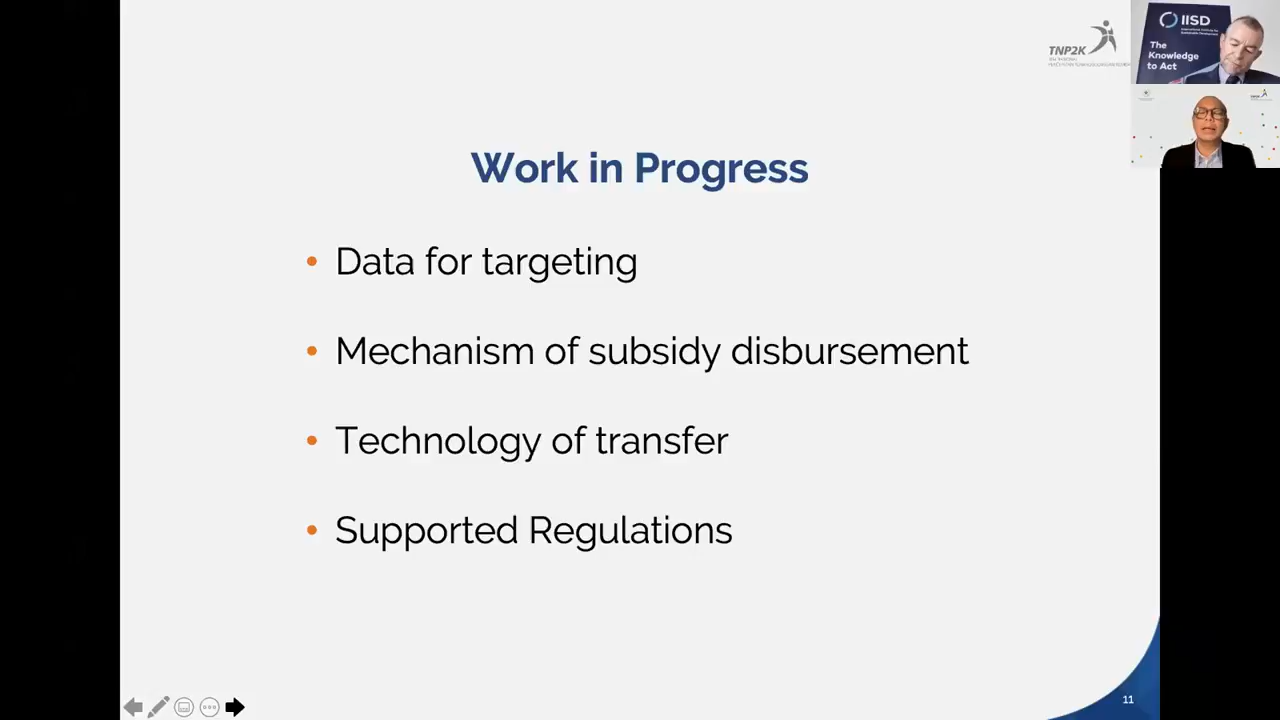 TNP2K
IISD
The
Knowledge
to Act
Work in Progress
• Data for targeting
• Mechanism of subsidy disbursement
• Technology of transfer
• Supported Regulations
11